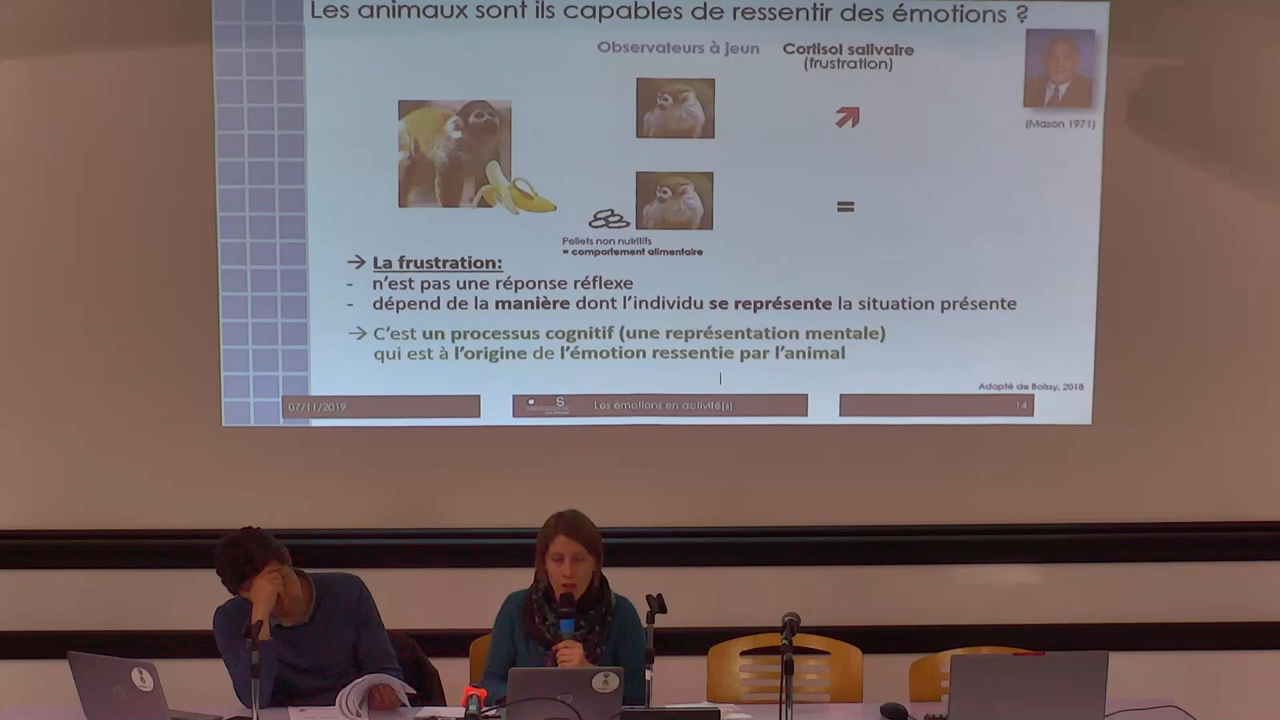 Les animaux sont ils capables de ressentir des émotions ?
Observateurs à jeun
Cortisol salivaire
(frustration)
(Mason 1971)
Pellets non nutritifs
= comportement alimentaire
=
→ La frustration:
- n'est pas une réponse réflexe
- dépend de la manière dont l'individu se représente la situation présente
→ C'est un processus cognitif (une représentation mentale)
qui est à l'origine de l'émotion ressentie par l'animal
Adapté de Boissy, 2018
07/11/2019
Les émotions en activité[s]
14